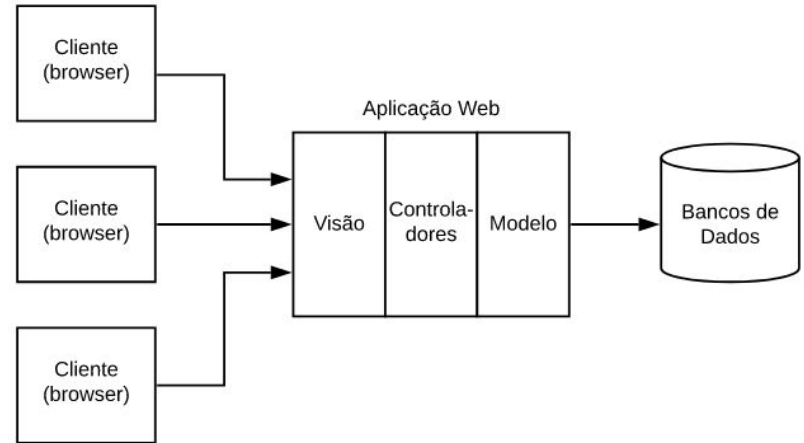 Cliente
(browser)
Aplicação Web
Cliente
(browser)
Visão
Controla-
dores
Modelo
Bancos de
Dados
Cliente
(browser)